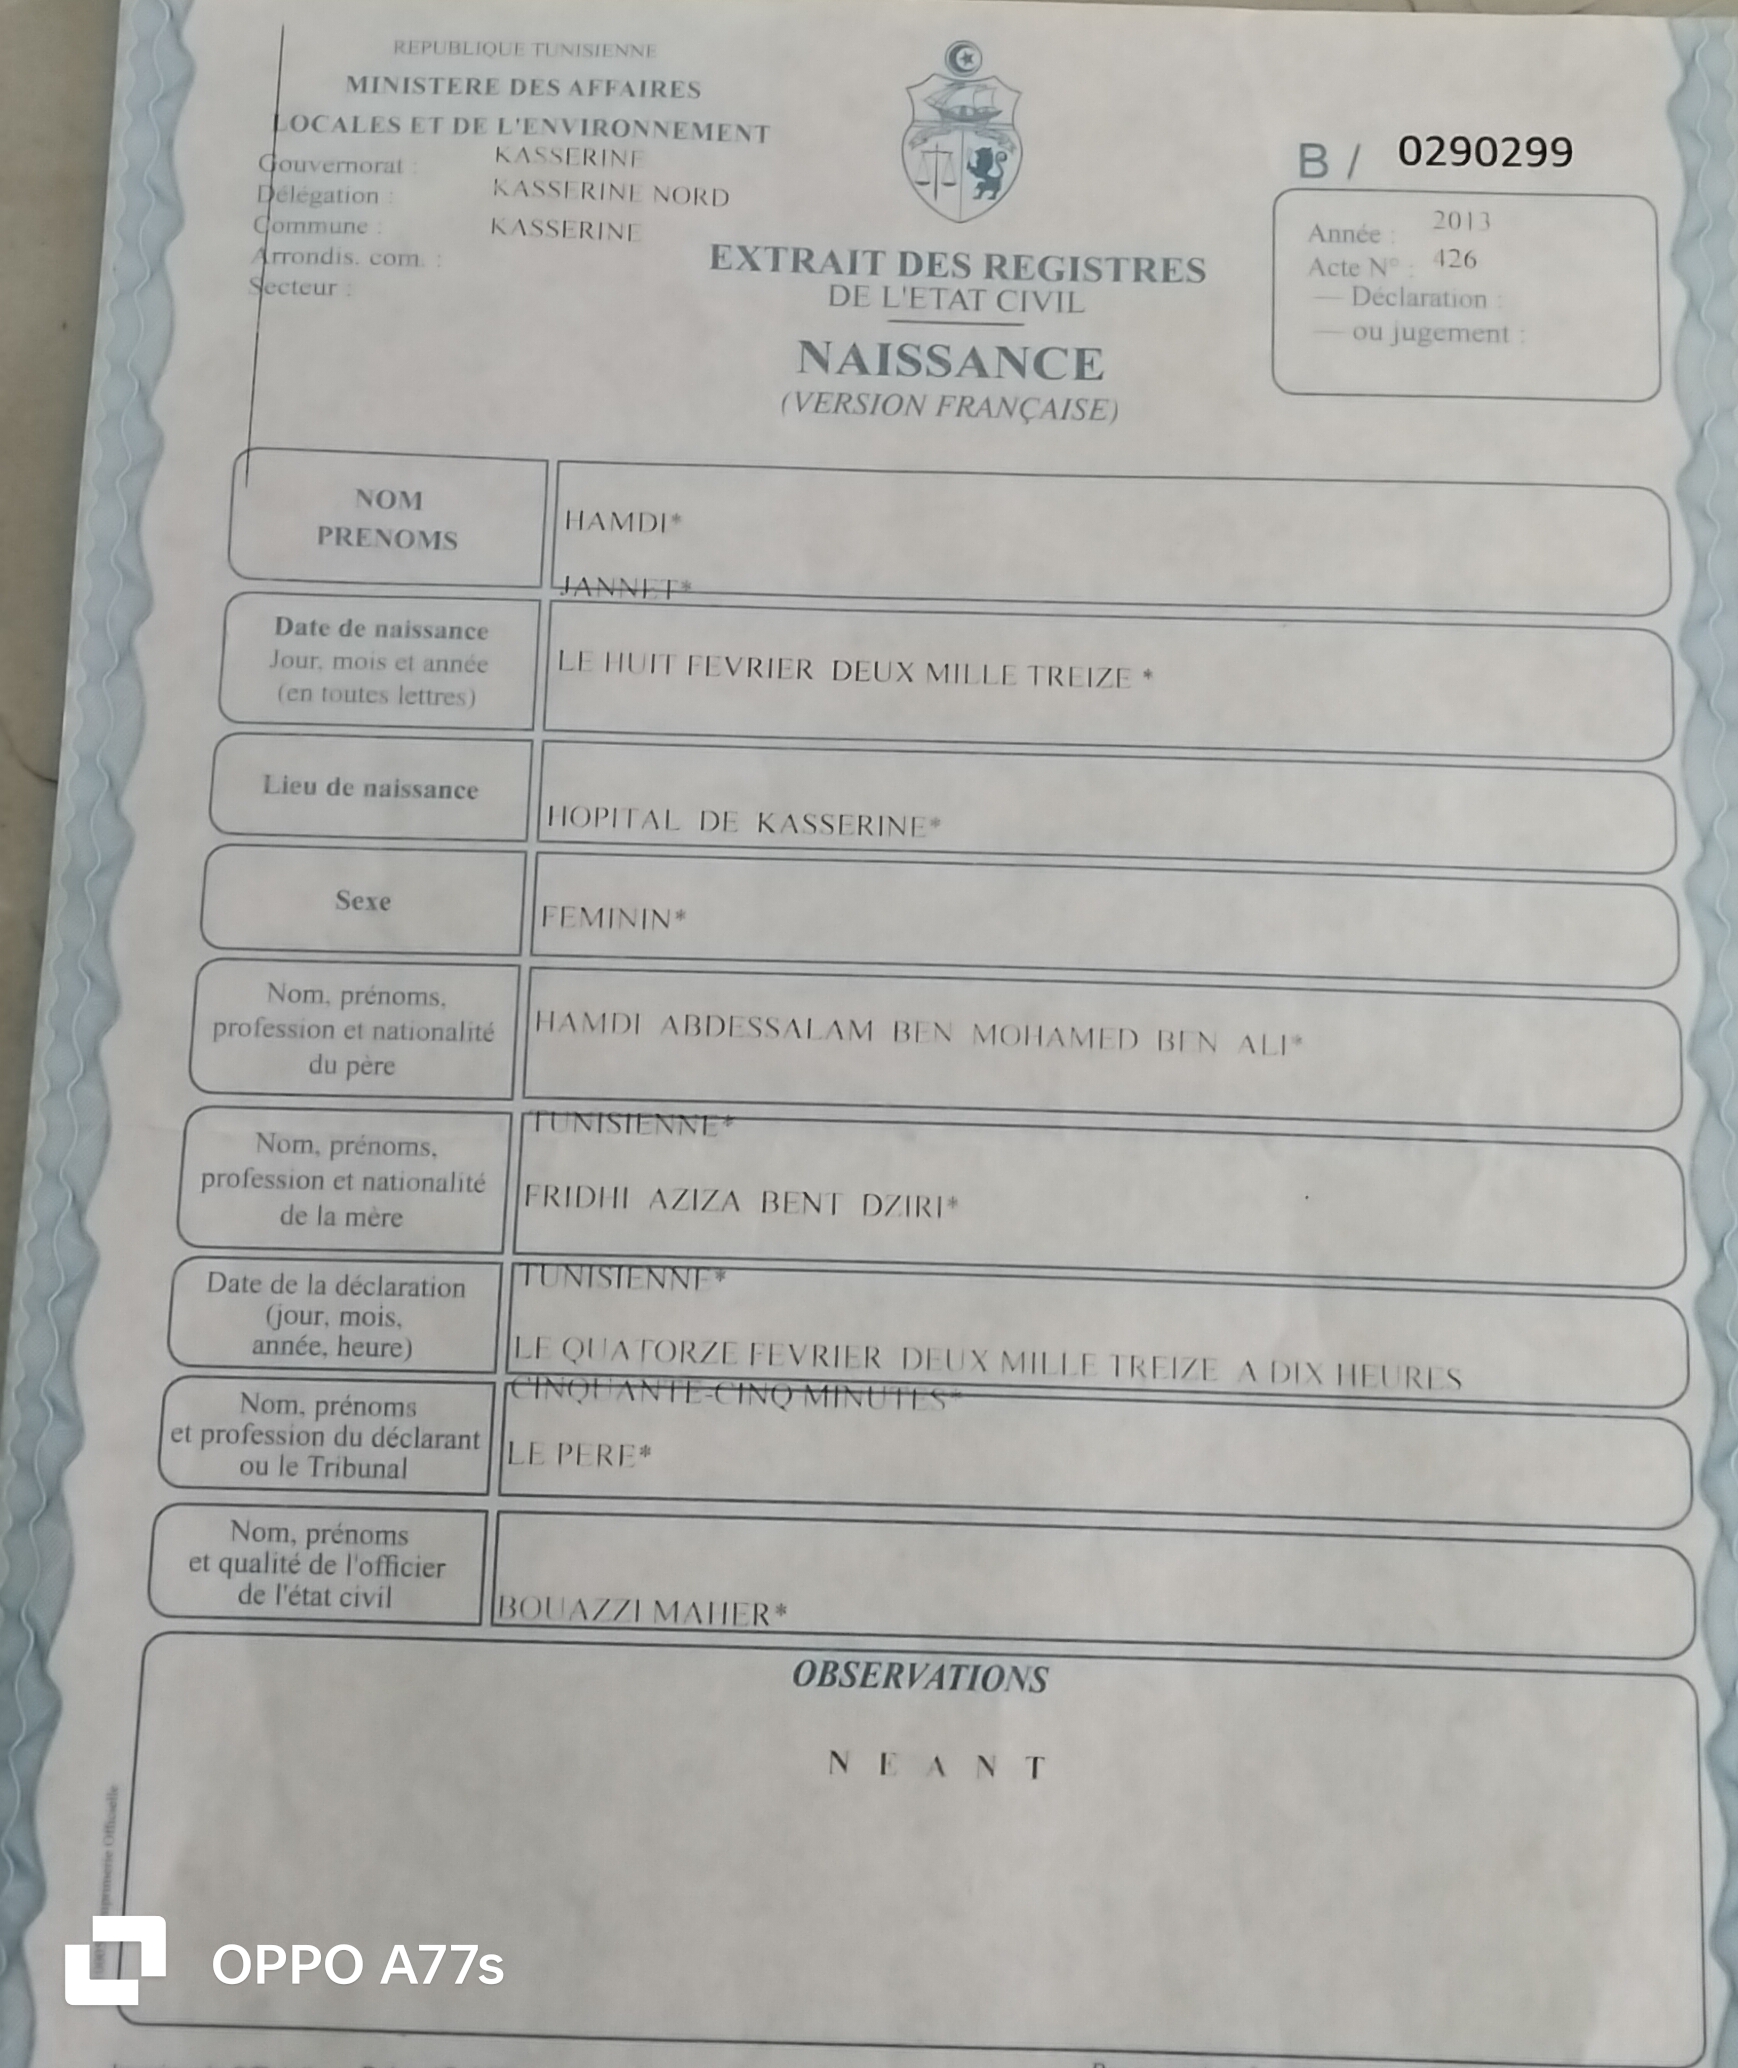 REPUBLIQUE TUNISIENNE
MINISTERE DES AFFAIRES
LOCALES ET DE L'ENVIRONNEMENT
Gouvernorat : KASSERINE
Délégation : KASSERINE NORD
Commune : KASSERINE
Arrondis. com. :
Secteur :
B / 0290299
Année : 2013
Acte N° : 426
— Déclaration :
— ou jugement :
EXTRAIT DES REGISTRES
DE L'ETAT CIVIL
NAISSANCE
(VERSION FRANÇAISE)
NOM
PRENOMS
HAMDI*
JANNET*
Date de naissance
Jour, mois et année
(en toutes lettres)
LE HUIT FEVRIER DEUX MILLE TREIZE *
Lieu de naissance
HOPITAL DE KASSERINE*
Sexe
FEMININ*
Nom, prénoms,
profession et nationalité
du père
HAMDI ABDESSALAM BEN MOHAMED BEN ALI*
TUNISIENNE*
Nom, prénoms,
profession et nationalité
de la mère
FRIDHI AZIZA BENT DZIRI*
TUNISIENNE*
Date de la déclaration
(jour, mois,
année, heure)
LE QUATORZE FEVRIER DEUX MILLE TREIZE A DIX HEURES
CINQUANTE-CINQ MINUTES*
Nom, prénoms
et profession du déclarant
ou le Tribunal
LE PERE*
Nom, prénoms
et qualité de l'officier
de l'état civil
BOUAZZI MAHER*
OBSERVATIONS
N E A N T
Officielle
OPPO A77s